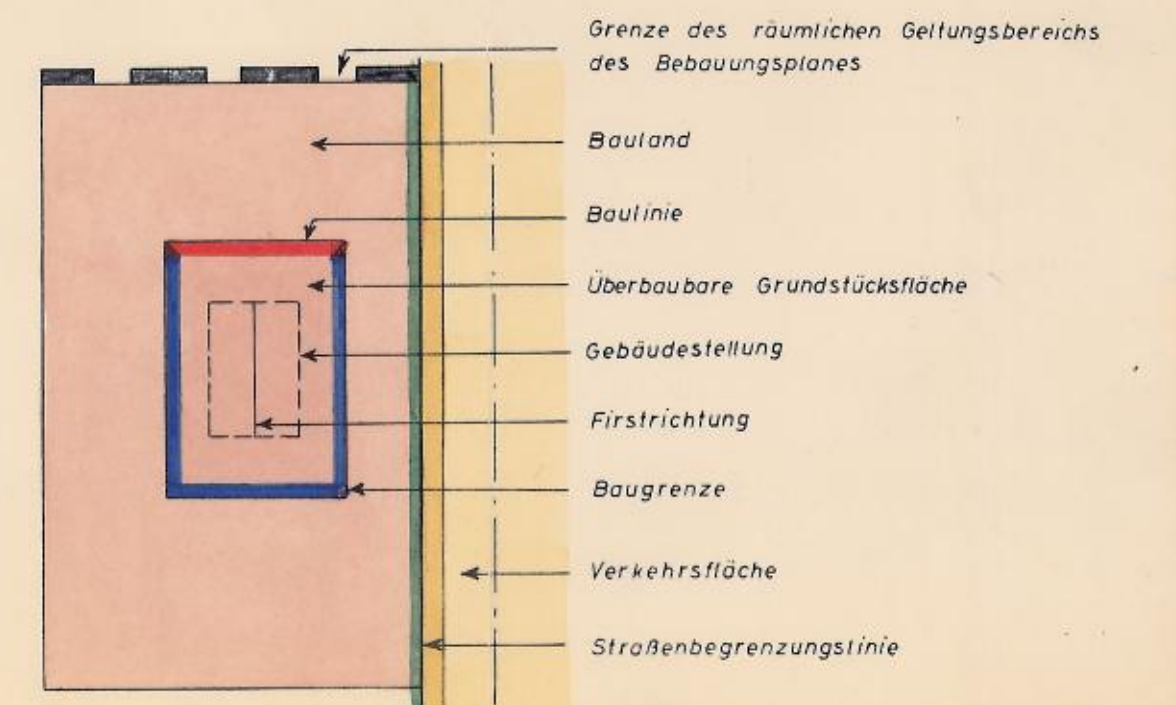 Grenze des räumlichen Geltungsbereichs
des Bebauungsplanes
Bauland
Baulinie
Überbaubare Grundstücksfläche
Gebäudestellung
Firstrichtung
Baugrenze
Verkehrsfläche
Straßenbegrenzungslinie